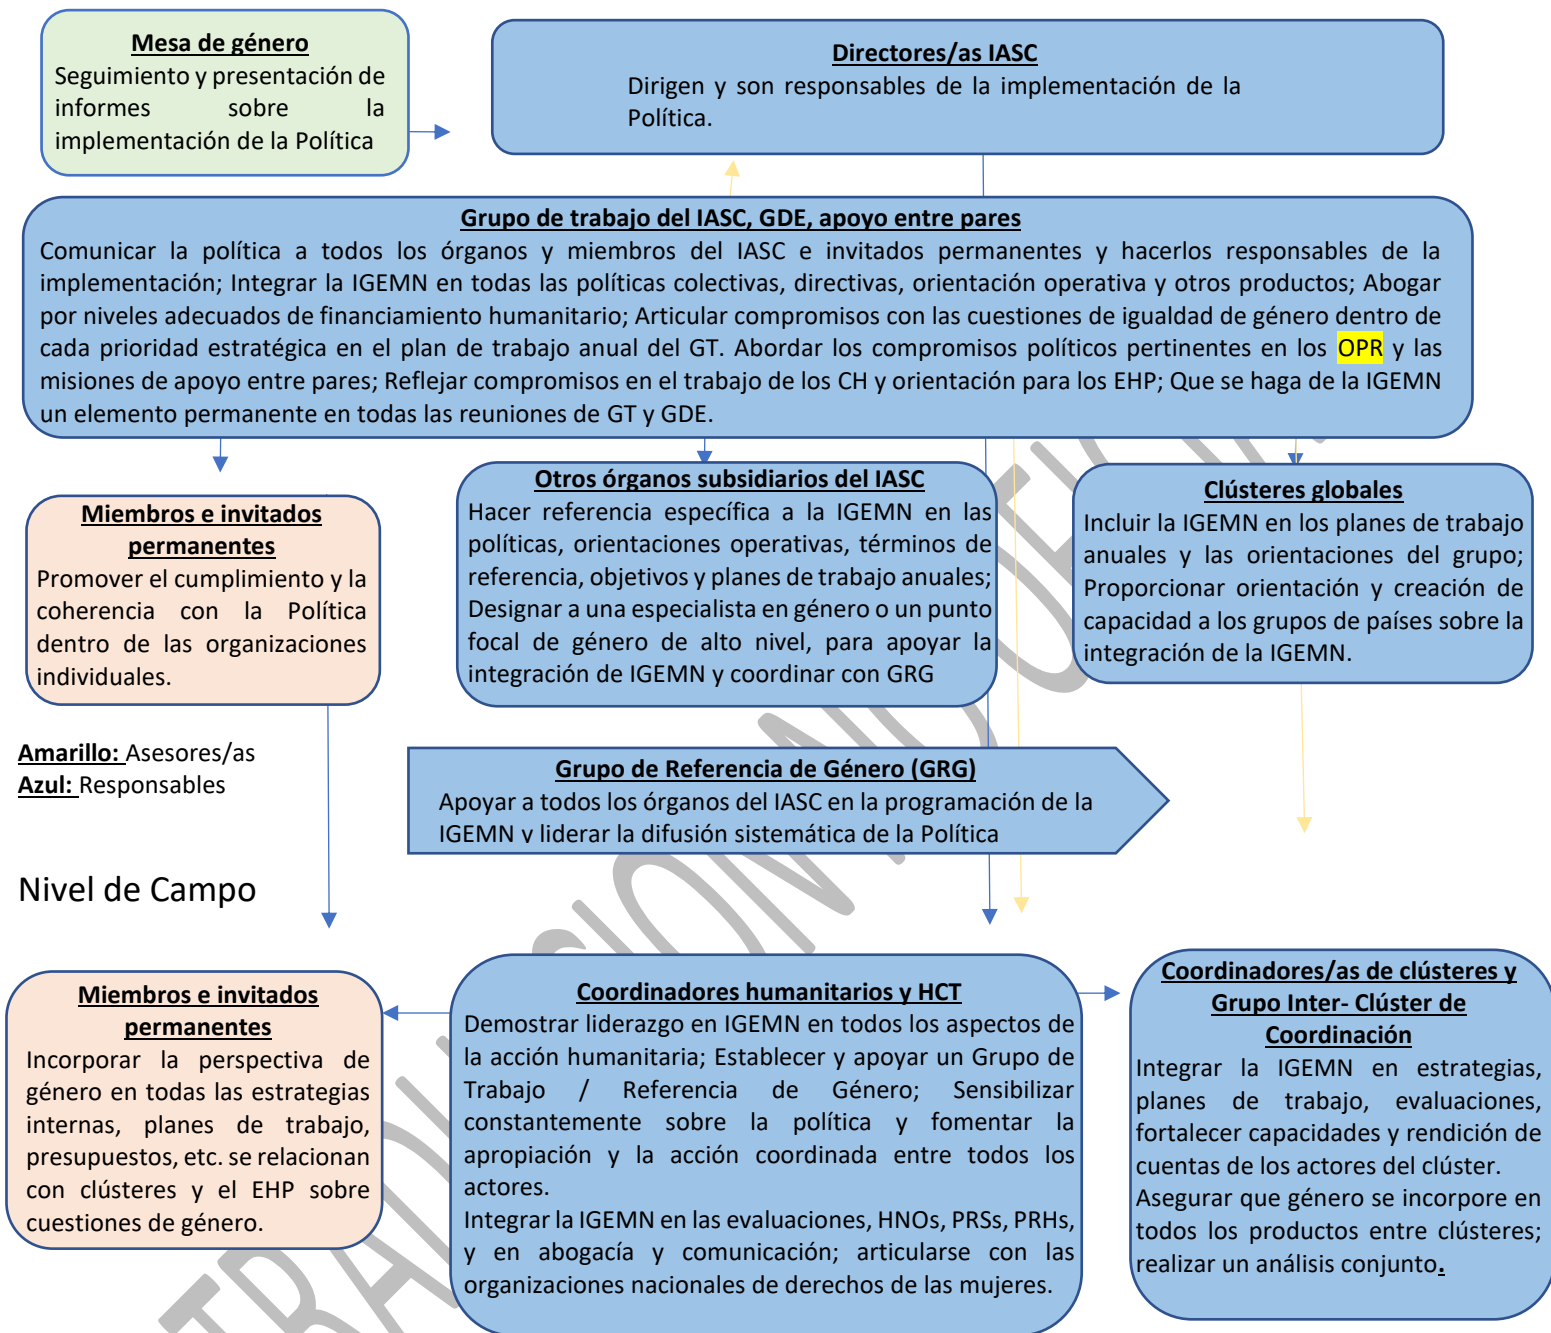 Mesa de género
Seguimiento y presentación de
informes sobre la
implementación de la Política
Directores/as IASC
Dirigen y son responsables de la implementación de la
Política.
Grupo de trabajo del IASC, GDE, apoyo entre pares
Comunicar la política a todos los órganos y miembros del IASC e invitados permanentes y hacerlos responsables de la
implementación; Integrar la IGEMN en todas las políticas colectivas, directivas, orientación operativa y otros productos; Abogar
por niveles adecuados de financiamiento humanitario; Articular compromisos con las cuestiones de igualdad de género dentro de
cada prioridad estratégica en el plan de trabajo anual del GT. Abordar los compromisos políticos pertinentes en los OPR y las
misiones de apoyo entre pares; Reflejar compromisos en el trabajo de los CH y orientación para los EHP; Que se haga de la IGEMN
un elemento permanente en todas las reuniones de GT y GDE.
Miembros e invitados
permanentes
Promover el cumplimiento y la
coherencia con la Política
dentro de las organizaciones
individuales.
Otros órganos subsidiarios del IASC
Hacer referencia específica a la IGEMN en las
políticas, orientaciones operativas, términos de
referencia, objetivos y planes de trabajo anuales;
Designar a una especialista en género o un punto
focal de género de alto nivel, para apoyar la
integración de IGEMN y coordinar con GRG
Clústeres globales
Incluir la IGEMN en los planes de trabajo
anuales y las orientaciones del grupo;
Proporcionar orientación y creación de
capacidad a los grupos de países sobre la
integración de la IGEMN.
Amarillo: Asesores/as
Azul: Responsables
Grupo de Referencia de Género (GRG)
Apoyar a todos los órganos del IASC en la programación de la
IGEMN y liderar la difusión sistemática de la Política
Nivel de Campo
Miembros e invitados
permanentes
Incorporar la perspectiva de
género en todas las estrategias
internas, planes de trabajo,
presupuestos, etc. se relacionan
con clústeres y el EHP sobre
cuestiones de género.
Coordinadores humanitarios y HCT
Demostrar liderazgo en IGEMN en todos los aspectos de
la acción humanitaria; Establecer y apoyar un Grupo de
Trabajo / Referencia de Género; Sensibilizar
constantemente sobre la política y fomentar la
apropiación y la acción coordinada entre todos los
actores.
Integrar la IGEMN en las evaluaciones, HNOs, PRSs, PRHs,
y en abogacía y comunicación; articularse con las
organizaciones nacionales de derechos de las mujeres.
Coordinadores/as de clústeres y
Grupo Inter- Clúster de
Coordinación
Integrar la IGEMN en estrategias,
planes de trabajo, evaluaciones,
fortalecer capacidades y rendición de
cuentas de los actores del clúster.
Asegurar que género se incorpore en
todos los productos entre clústeres;
realizar un análisis conjunto.